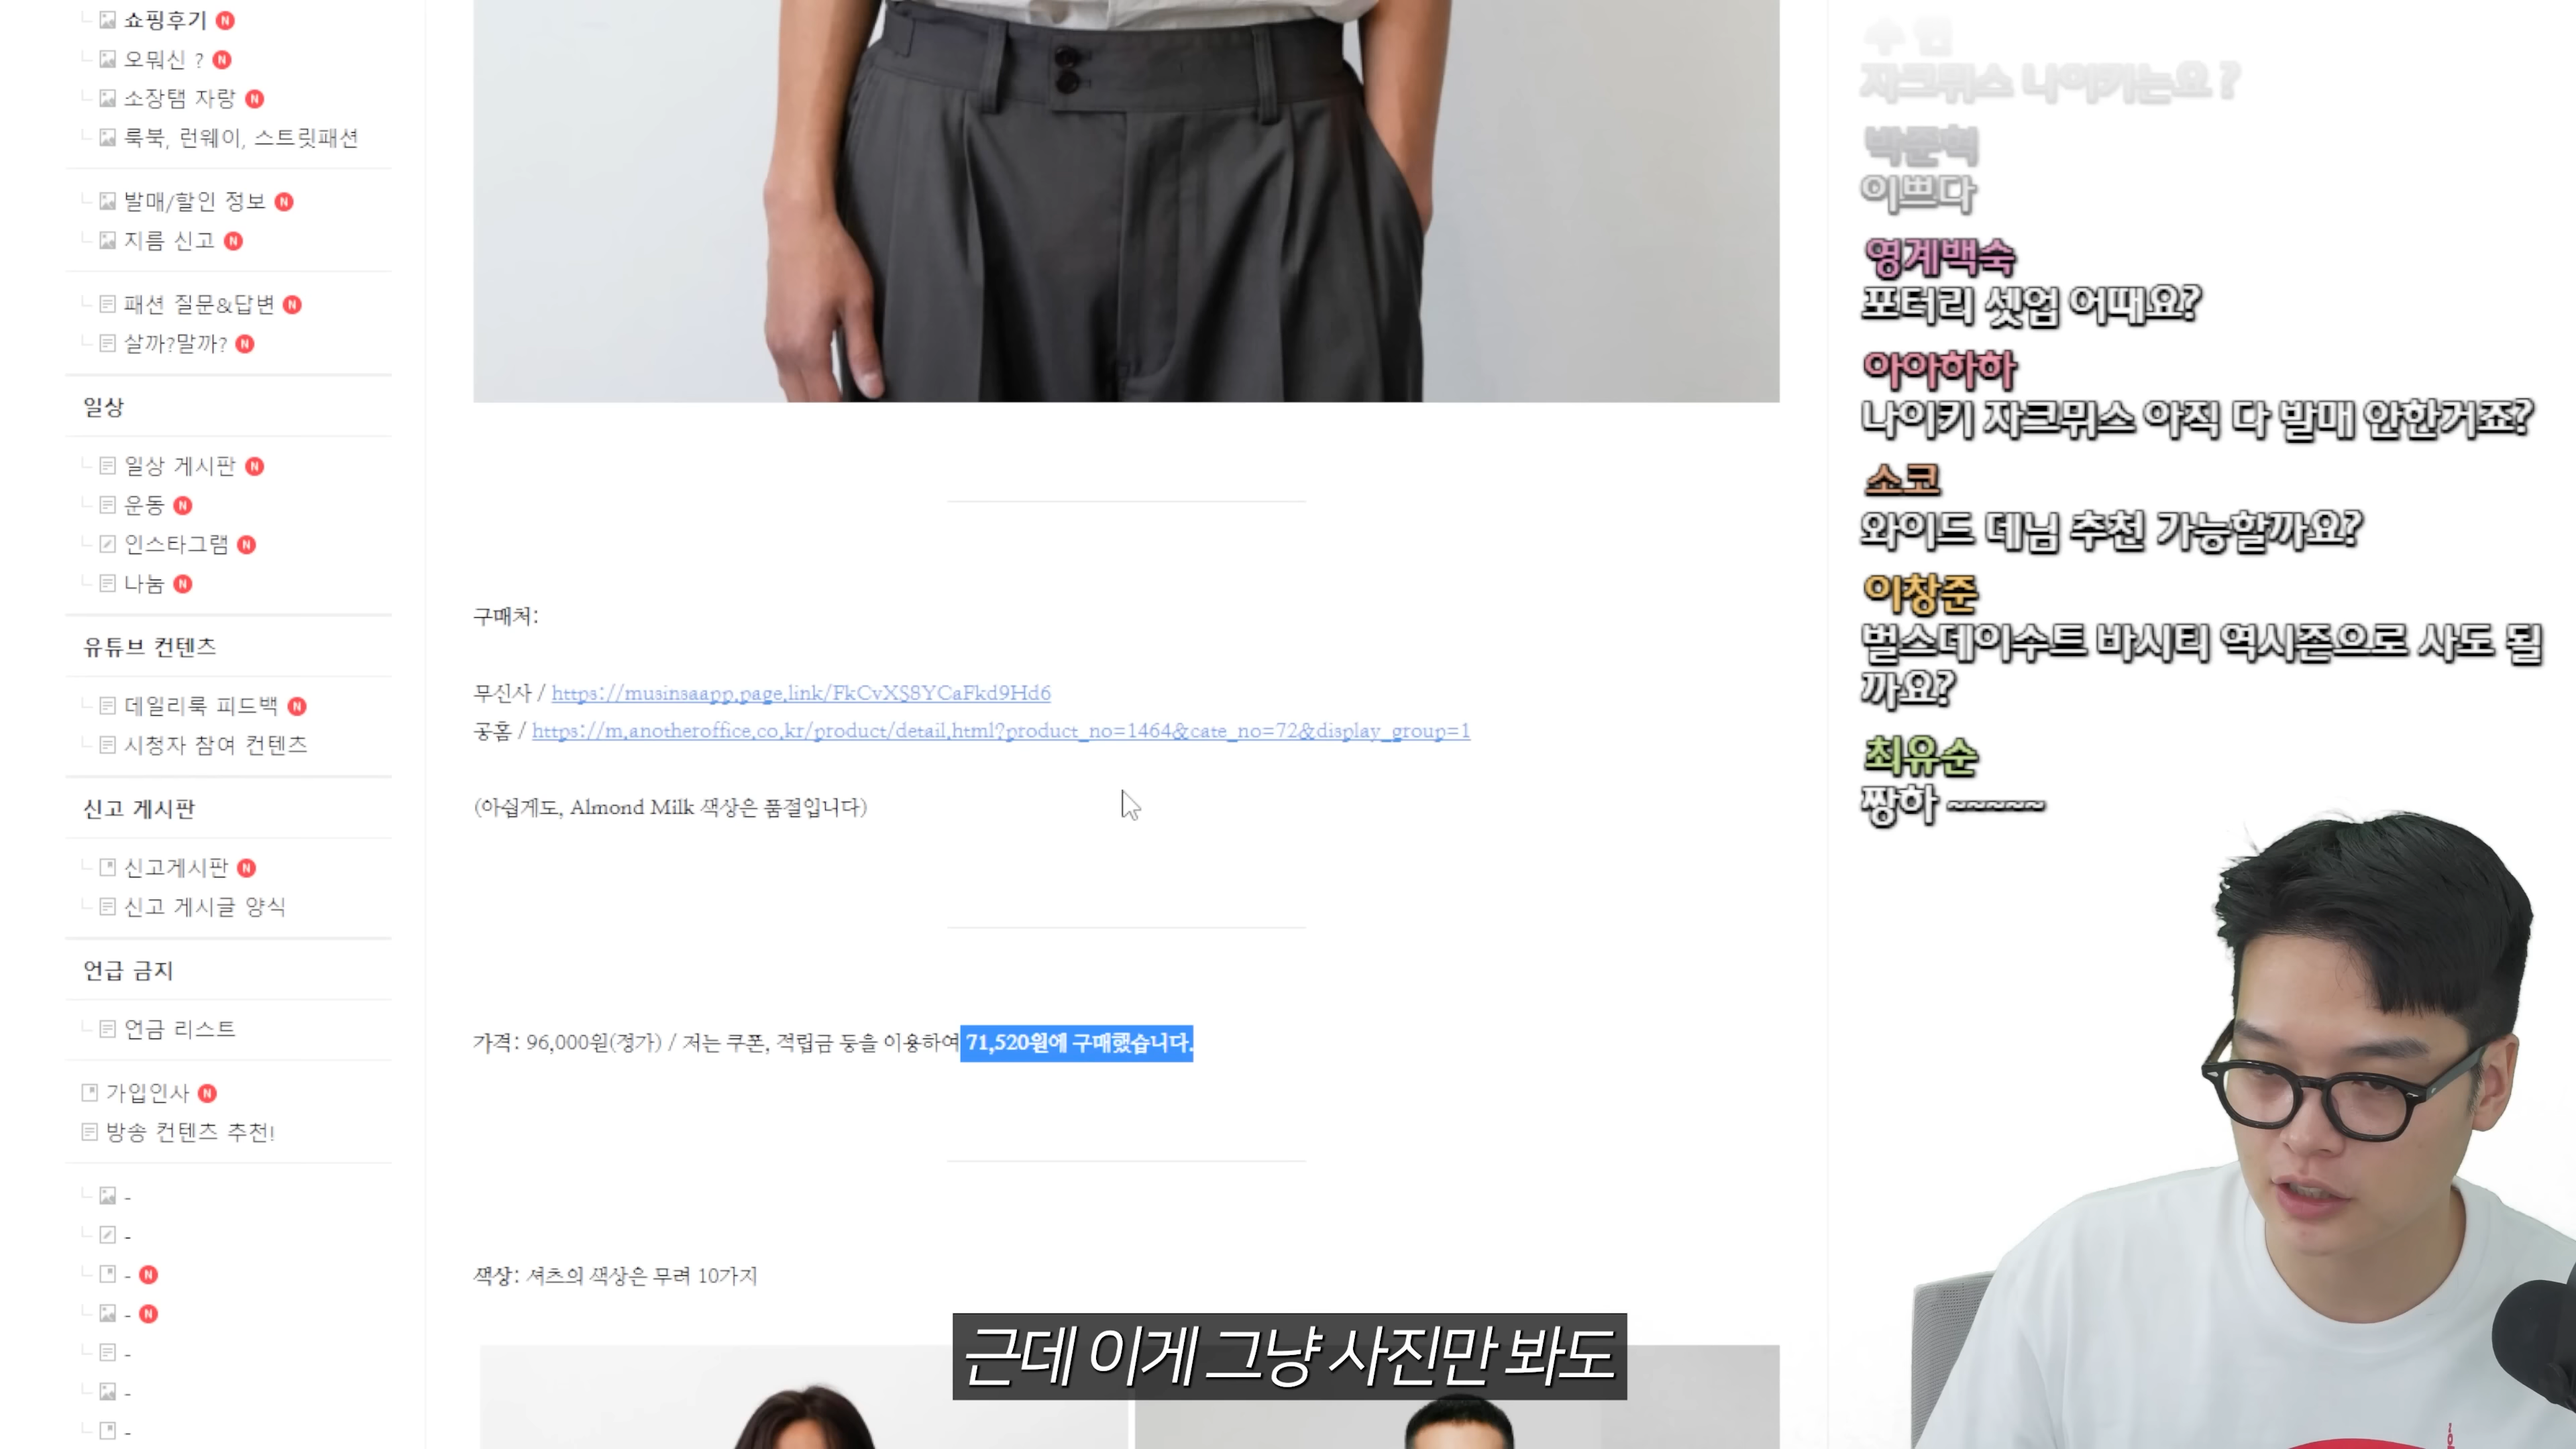 쇼핑후기 N
오뭐신 ? N
소장탬 자랑 N
룩북, 런웨이, 스트릿패션
발매/할인 정보 N
지름 신고 N
패션 질문&답변 N
살까?말까? N
일상
일상 게시판 N
운동 N
인스타그램 N
나눔 N
유튜브 컨텐츠
데일리룩 피드백 N
시청자 참여 컨텐츠
신고 게시판
신고게시판 N
신고 게시글 양식
언급 금지
언금 리스트
가입인사 N
방송 컨텐츠 추천!
-
-
- N
- N
-
-
-
구매처:
무신사 / https://musinsaapp.page.link/FkCvXS8YCaFkd9Hd6
공홈 / https://m.anotheroffice.co.kr/product/detail.html?product_no=1464&cate_no=72&display_group=1
(아쉽게도, Almond Milk 색상은 품절입니다)
가격: 96,000원(정가) / 저는 쿠폰, 적립금 등을 이용하여 71,520원에 구매했습니다.
색상: 셔츠의 색상은 무려 10가지
근데 이게 그냥 사진만 봐도
자크뮈스 나이키는요 ?
박준혁
이쁘다
영계백숙
포터리 셋업 어때요?
아아하하
나이키 자크뮈스 아직 다 발매 안한거죠?
쇼코
와이드 데님 추천 가능할까요?
이창준
벌스데이수트 바시티 역시즌으로 사도 될
까요?
최유순
짱하 ~~~~~